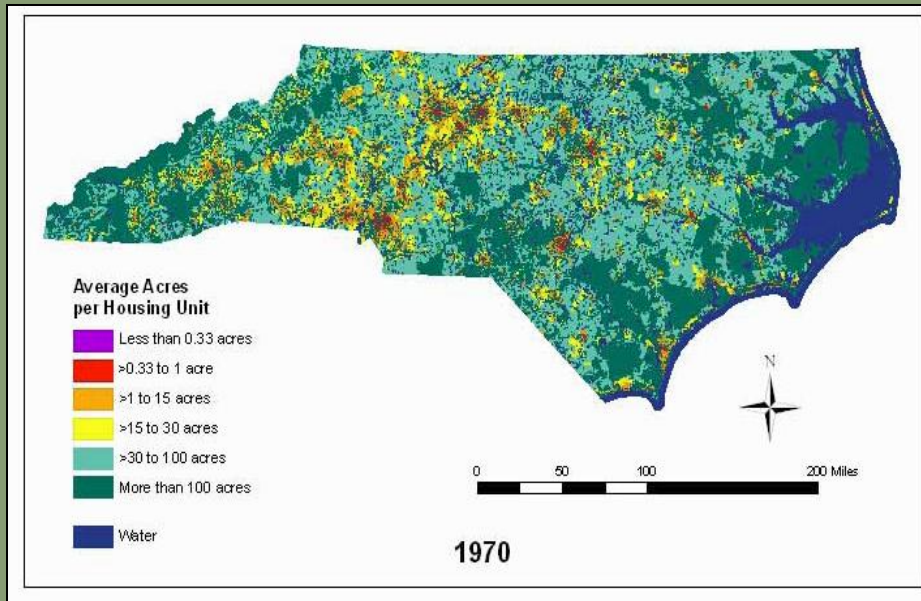 Average Acres
per Housing Unit
Less than 0.33 acres
>0.33 to 1 acre
>1 to 15 acres
>15 to 30 acres
>30 to 100 acres
More than 100 acres
Water
N
0 50 100 200 Miles
1970